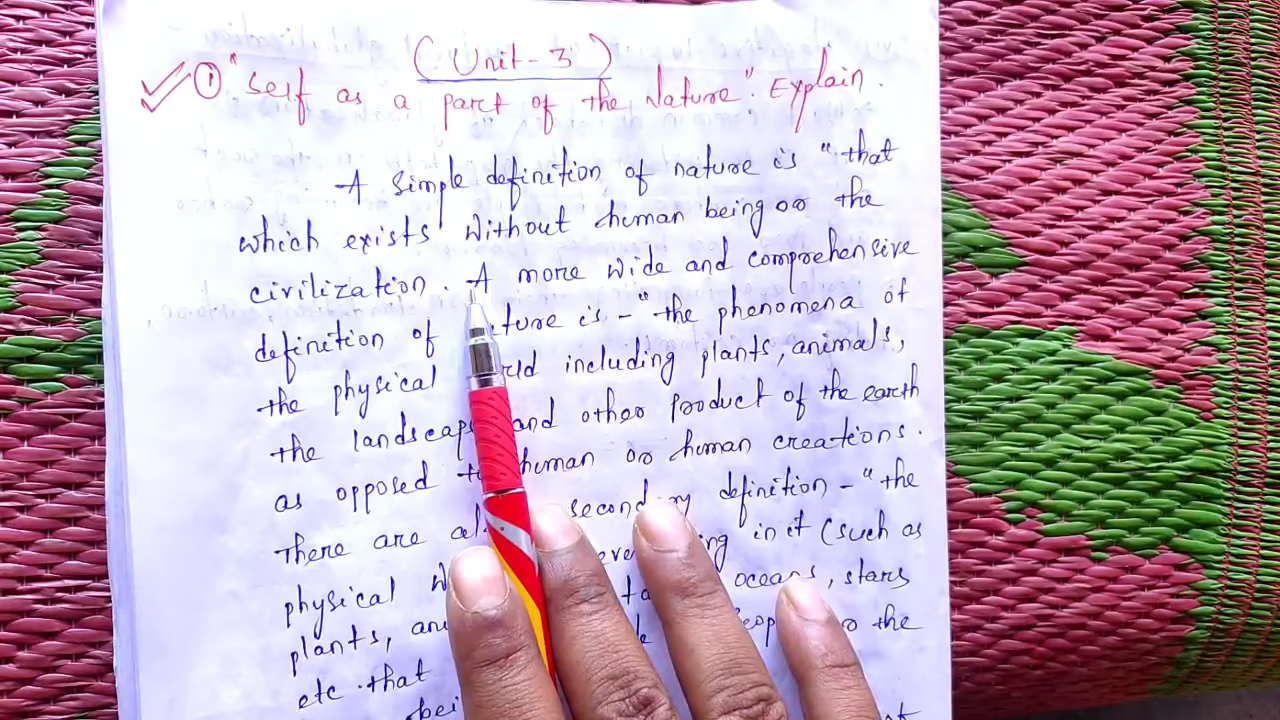 (Unit-3)
① "Self as a part of the Nature". Explain.
A simple definition of nature is "that
which exists without human being or the
civilization. A more wide and comprehensive
definition of is - "the phenomena of
the physical including plants, animals,
the and other product of the earth
as opposed human or human creations.
There are definition - "the
physical in it (such as
plants, oceans, stars
etc. that the